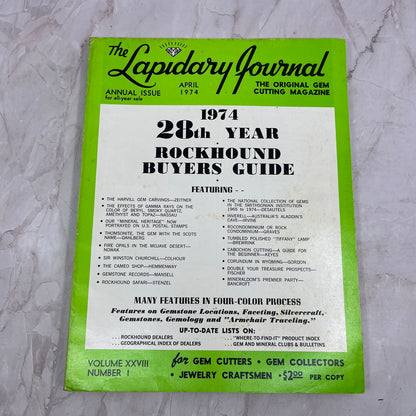 The
Lapidary Journal
ANNUAL ISSUE
for all-year sale
APRIL
1974
THE ORIGINAL GEM
CUTTING MAGAZINE
1974
28th YEAR
ROCKHOUND
BUYERS GUIDE
FEATURING - -
• THE HARVILL GEM CARVINGS—ZEITNER
• THE EFFECTS OF GAMMA RAYS ON THE
COLOR OF BERYL, SMOKY QUARTZ,
AMETHYST AND TOPAZ—NASSAU
• OUR "MINERAL HERITAGE" NOW
PORTRAYED ON U.S. POSTAL STAMPS
• THOMSONITE, THE GEM WITH THE SCOTS
NAME—DAHLBERG
• FIRE OPALS IN THE MOJAVE DESERT—
NOWAK
• SIR WINSTON CHURCHILL—COLHOUR
• THE CAMEO SHOP—HEMMENWAY
• GEMSTONE RECORDS—MANSELL
• ROCKHOUND SAFARI—STENZEL
• THE NATIONAL COLLECTION OF GEMS
IN THE SMITHSONIAN INSTITUTION
1965 to 1974—DESAUTELS
• INVERELL—AUSTRALIA'S ALADDIN'S
CAVE—IRVINE
• ROCKONDOMINIUM OR ROCK
CONDOMINIUM—GRAVES
• TUMBLED POLISHED "TIFFANY" LAMP
—BREWRINK
• CABOCHON CUTTING—A GUIDE FOR
THE BEGINNER—KEYES
• CORUNDUM IN WYOMING—GORDON
• DOUBLE YOUR TREASURE PROSPECTS—
FISCHER
• MINERALDOM'S PREMIER PARTY—
BANCROFT
MANY FEATURES IN FOUR-COLOR PROCESS
Features on Gemstone Locations, Faceting, Silvercraft,
Gemstones, Gemology and "Armchair Traveling."
UP-TO-DATE LISTS ON:
. . . ROCKHOUND DEALERS
. . . GEOGRAPHICAL INDEX OF DEALERS
. . . "WHERE-TO-FIND-IT" PRODUCT INDEX
. . . GEM AND MINERAL CLUBS & BULLETINS
VOLUME XXVIII
NUMBER 1
for GEM CUTTERS • GEM COLLECTORS
• JEWELRY CRAFTSMEN • $2.00 PER COPY